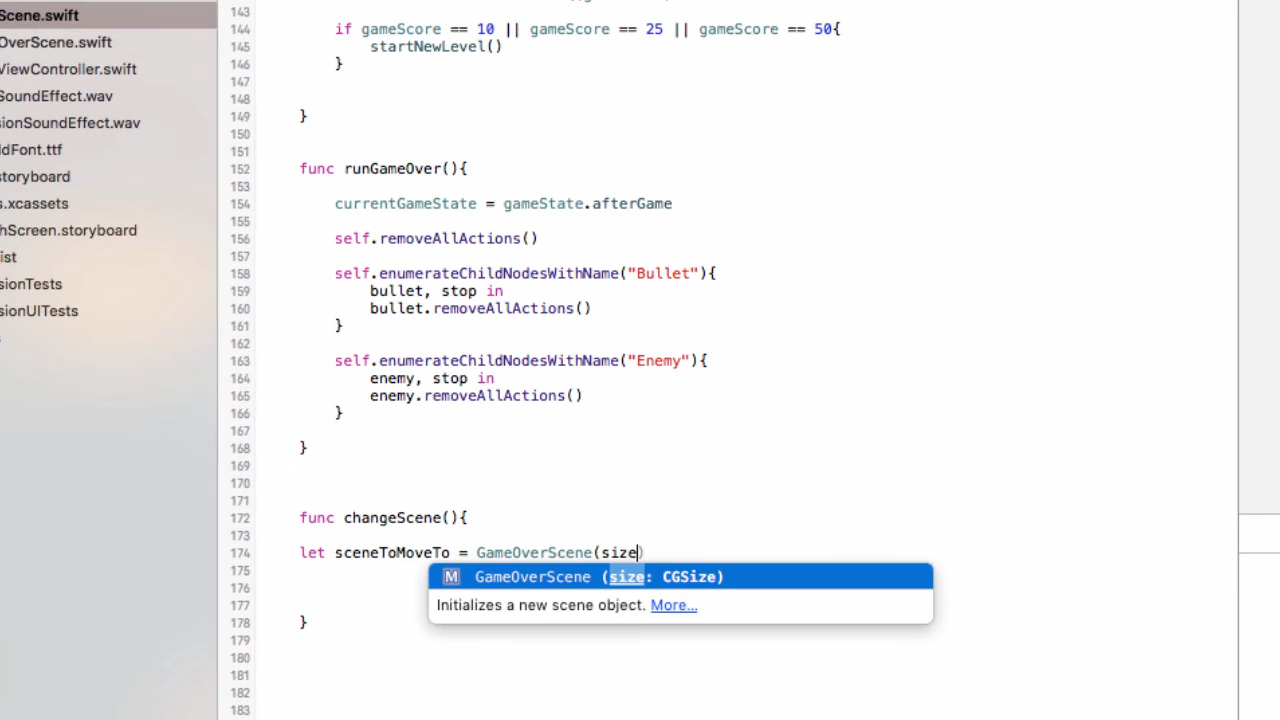 Scene.swift
OverScene.swift
ViewController.swift
SoundEffect.wav
sionSoundEffect.wav
ldFont.ttf
storyboard
s.xcassets
hScreen.storyboard
ist
sionTests
sionUITests
143
144 if gameScore == 10 || gameScore == 25 || gameScore == 50{
145 startNewLevel()
146 }
147
148
149 }
150
151
152 func runGameOver(){
153
154 currentGameState = gameState.afterGame
155
156 self.removeAllActions()
157
158 self.enumerateChildNodesWithName("Bullet"){
159 bullet, stop in
160 bullet.removeAllActions()
161 }
162
163 self.enumerateChildNodesWithName("Enemy"){
164 enemy, stop in
165 enemy.removeAllActions()
166 }
167
168 }
169
170
171
172 func changeScene(){
173
174 let sceneToMoveTo = GameOverScene(size)
175
M GameOverScene (size: CGSize)
176
Initializes a new scene object. More...
177
178 }
179
180
181
182
183